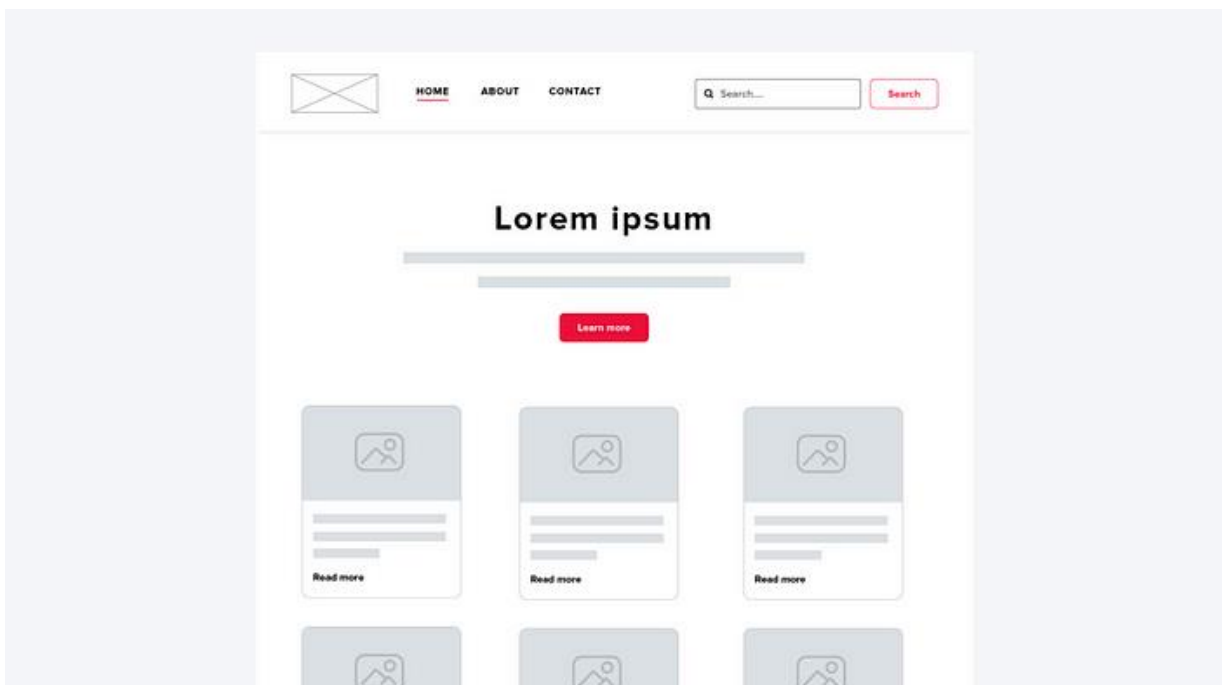 HOME ABOUT CONTACT Search.... Search
Lorem ipsum
Learn more
Read more Read more Read more